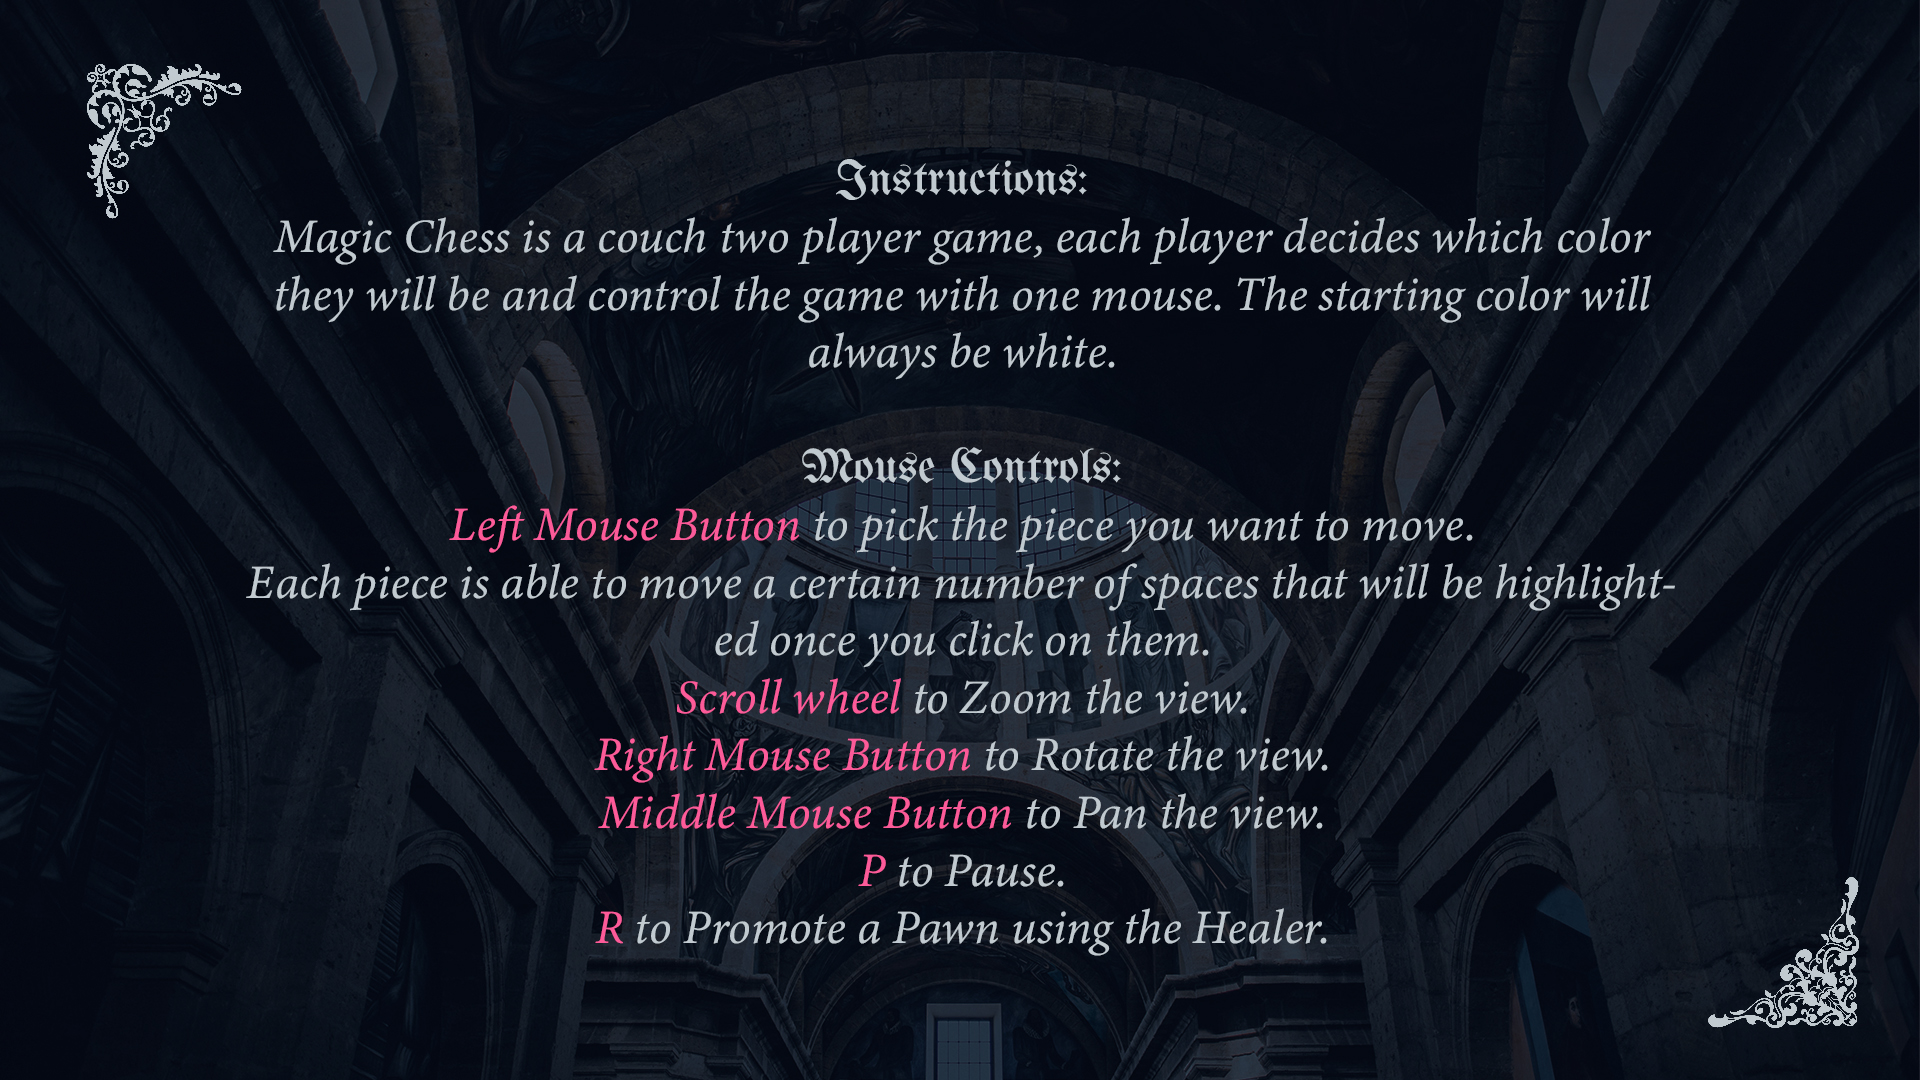 Instructions:
Magic Chess is a couch two player game, each player decides which color
they will be and control the game with one mouse. The starting color will
always be white.
Mouse Controls:
Left Mouse Button to pick the piece you want to move.
Each piece is able to move a certain number of spaces that will be highlight-
ed once you click on them.
Scroll wheel to Zoom the view.
Right Mouse Button to Rotate the view.
Middle Mouse Button to Pan the view.
P to Pause.
R to Promote a Pawn using the Healer.